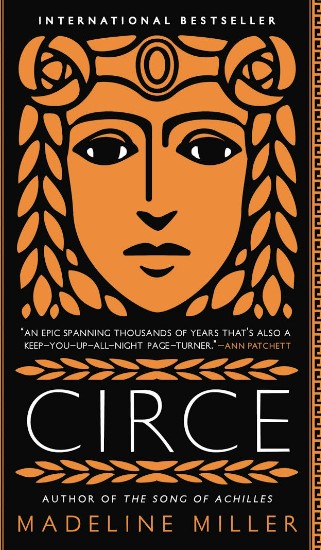 INTERNATIONAL BESTSELLER
"AN EPIC SPANNING THOUSANDS OF YEARS THAT'S ALSO A
KEEP-YOU-UP-ALL-NIGHT PAGE-TURNER." —ANN PATCHETT
CIRCE
AUTHOR OF THE SONG OF ACHILLES
MADELINE MILLER